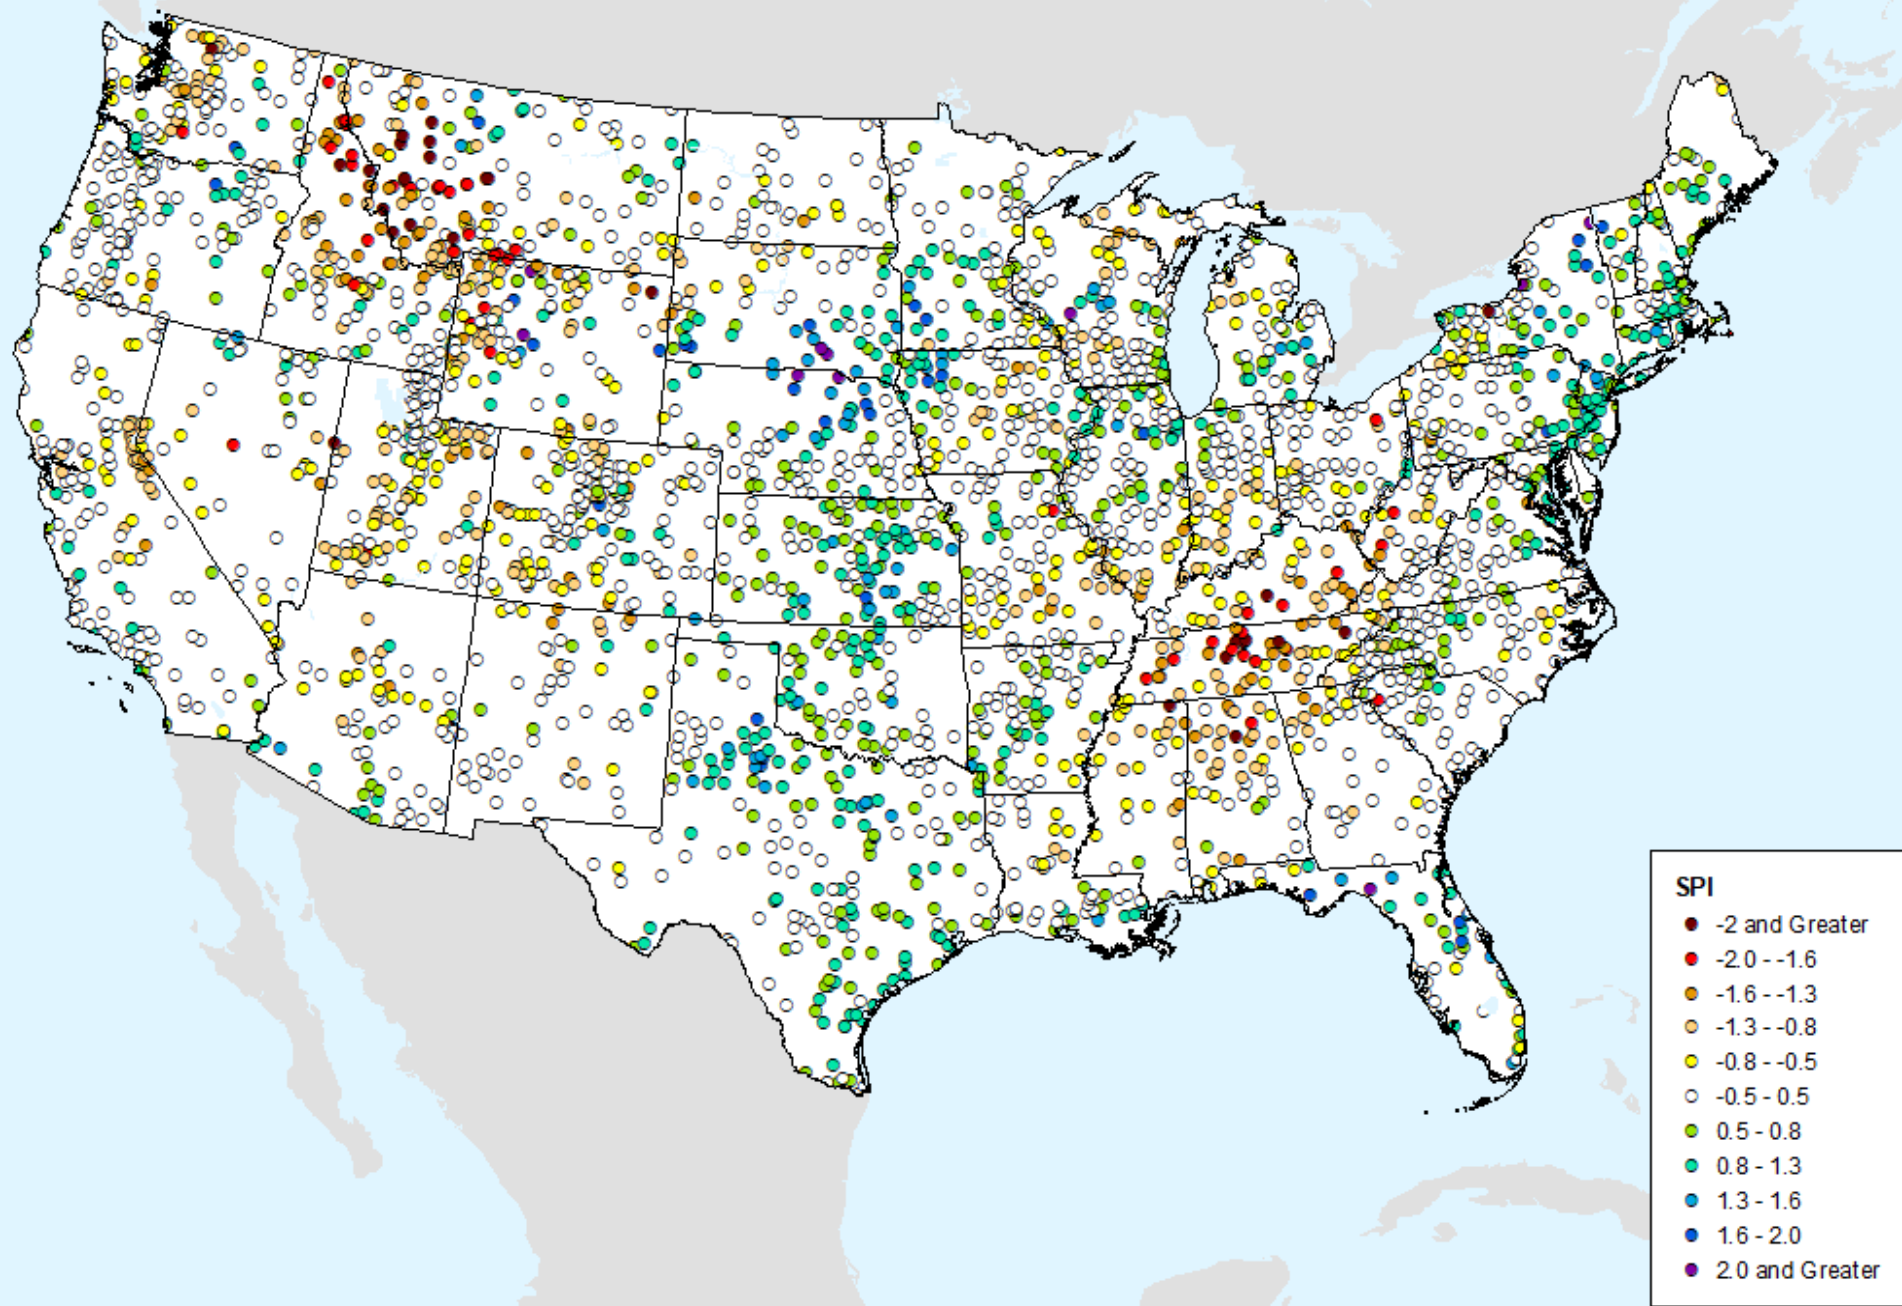 SPI
-2 and Greater
-2.0 - -1.6
-1.6 - -1.3
-1.3 - -0.8
-0.8 - -0.5
-0.5 - 0.5
0.5 - 0.8
0.8 - 1.3
1.3 - 1.6
1.6 - 2.0
2.0 and Greater